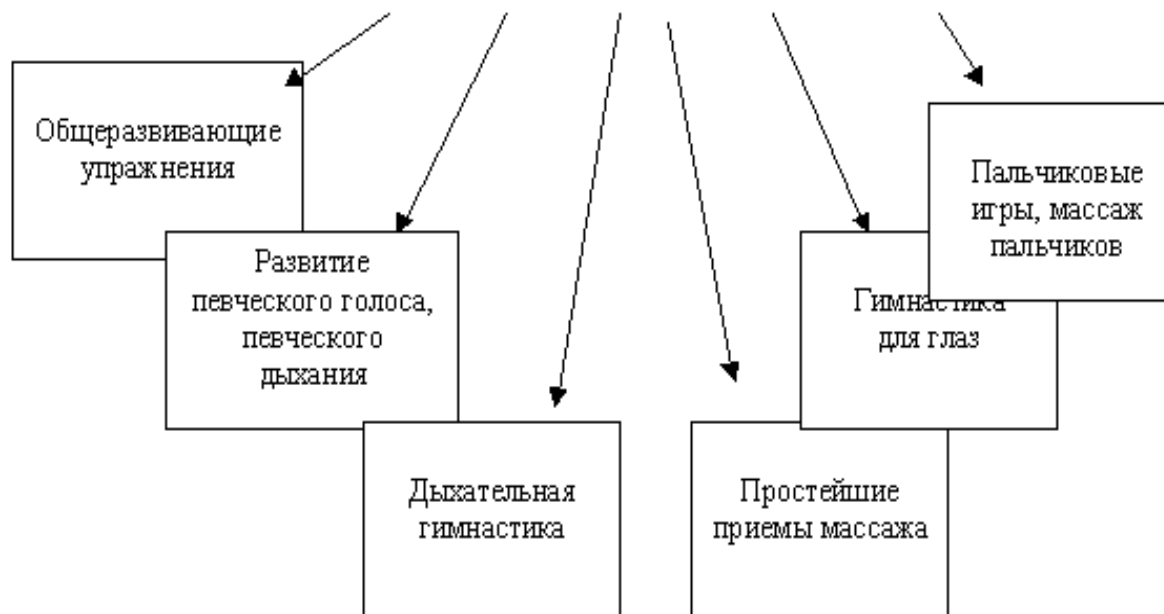 Общеразвивающие
упражнения
Развитие
певческого голоса,
певческого
дыхания
Дыхательная
гимнастика
Простейшие
приемы массажа
Гимнастика
для глаз
Пальчиковые
игры, массаж
пальчиков